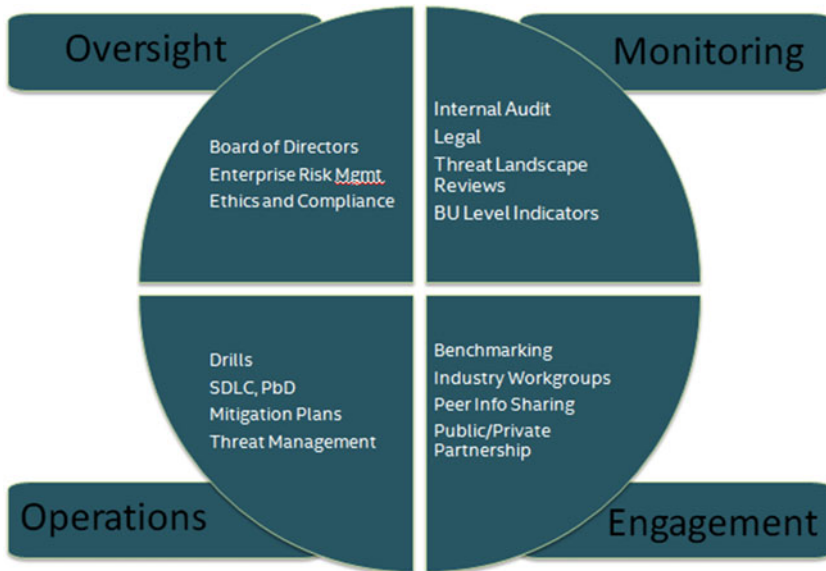 Oversight
Monitoring
Board of Directors
Enterprise Risk Mgmt
Ethics and Compliance
Internal Audit
Legal
Threat Landscape
Reviews
BU Level Indicators
Drills
SDLC, PbD
Mitigation Plans
Threat Management
Benchmarking
Industry Workgroups
Peer Info Sharing
Public/Private
Partnership
Operations
Engagement